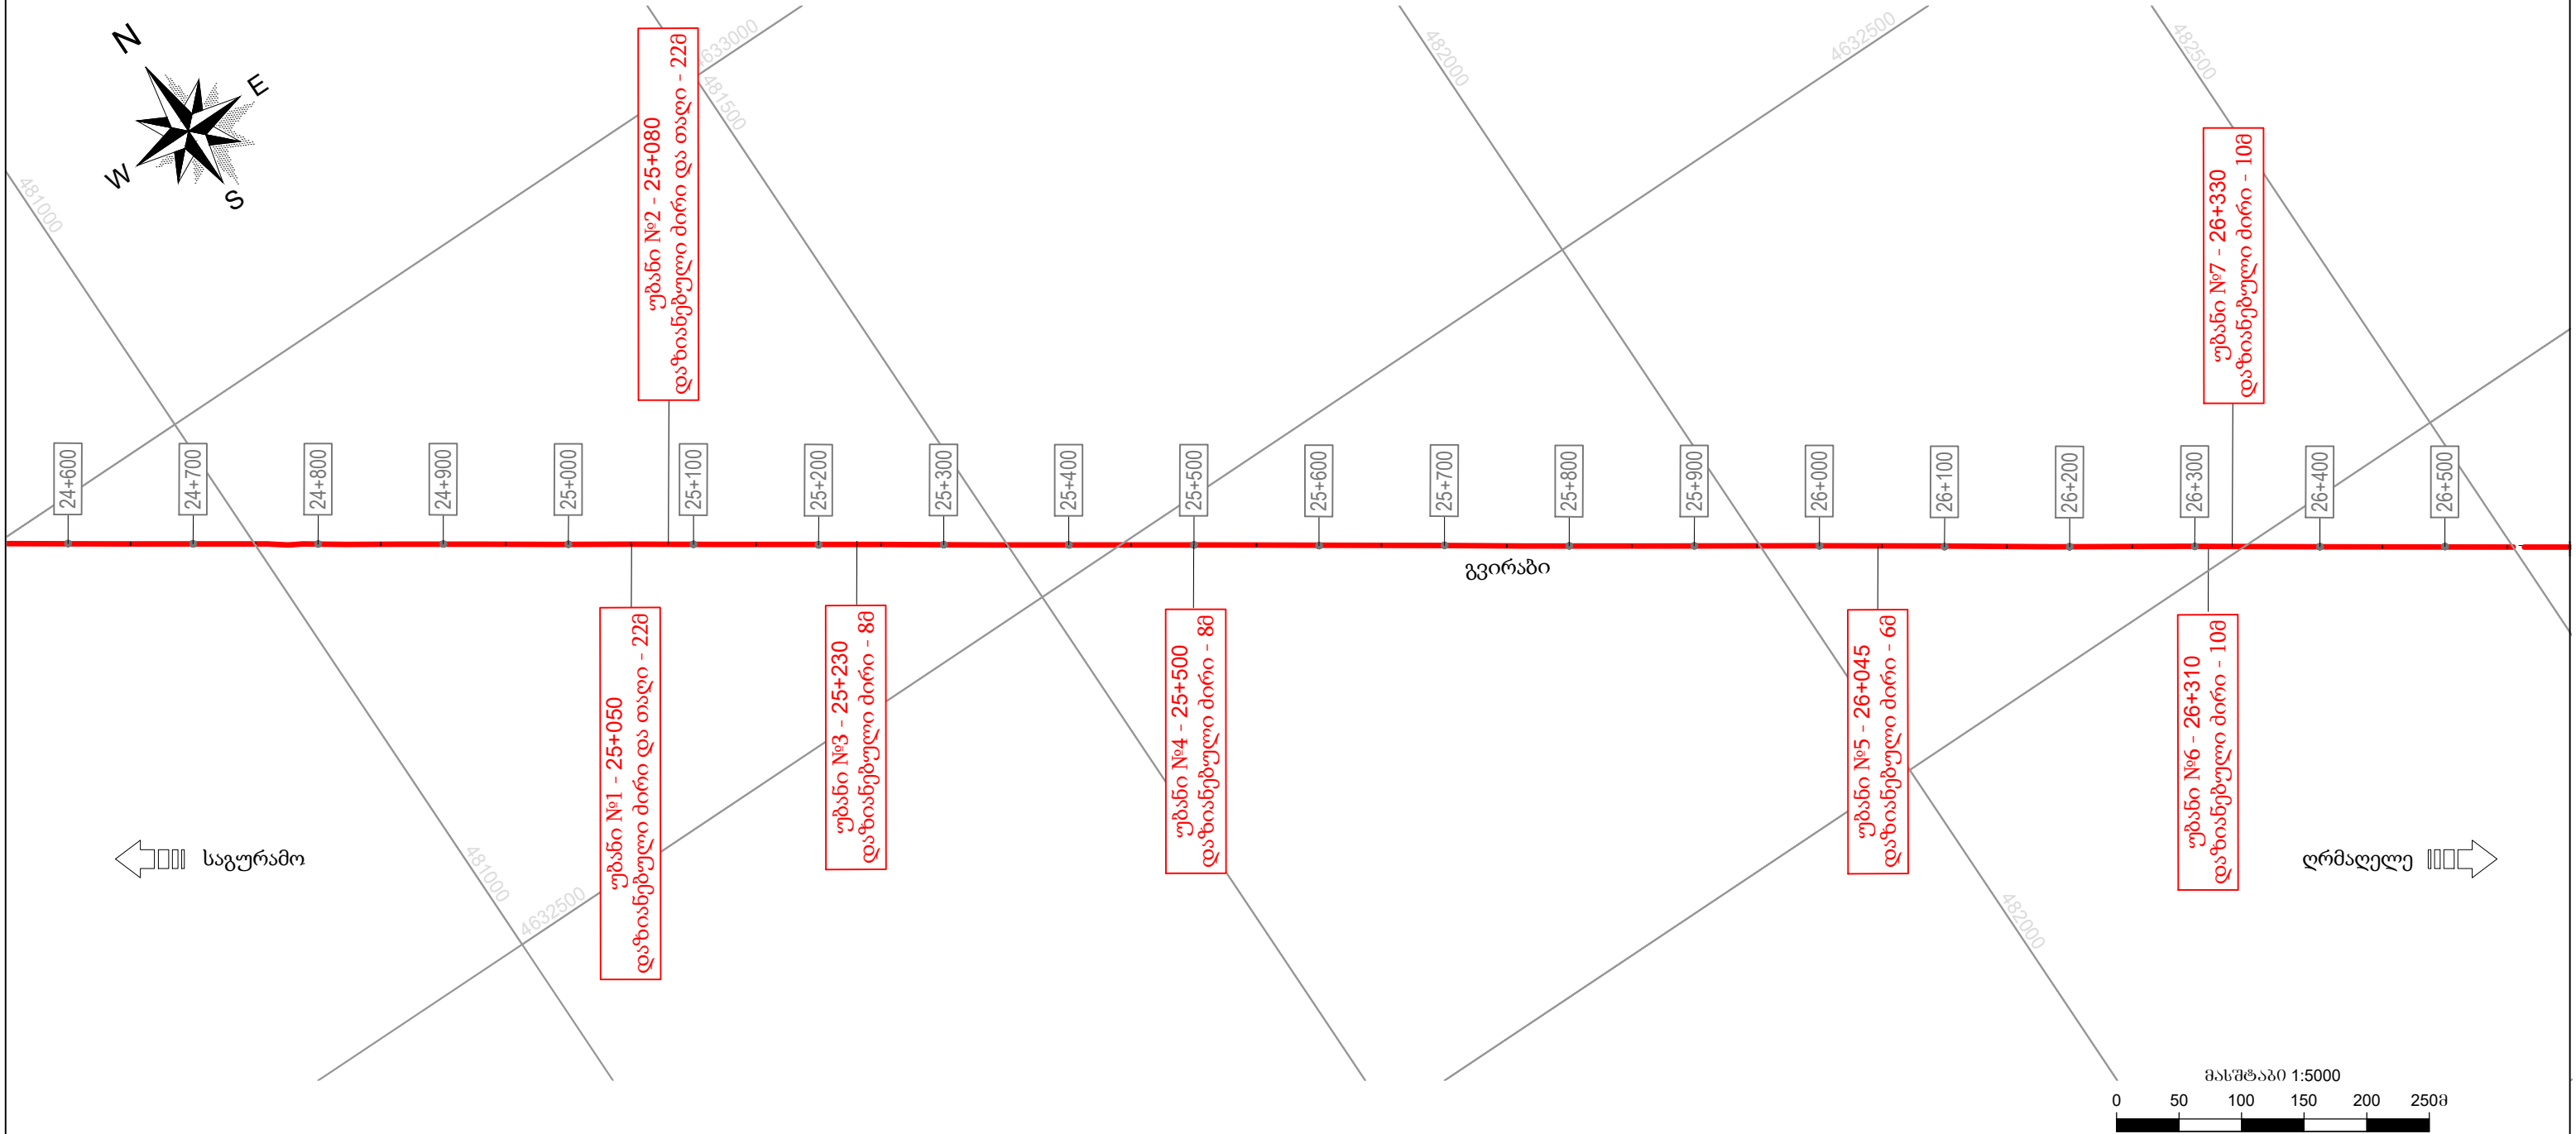 N
E
W
S
4633000
481500
482000
4632500
482500
481000
უბანი №2 - 25+080
დაზიანებული ძირი და თაღი - 22მ
უბანი №7 - 26+330
დაზიანებული ძირი - 10მ
24+600
24+700
24+800
24+900
25+000
25+100
25+200
25+300
25+400
25+500
25+600
25+700
25+800
25+900
26+000
26+100
26+200
26+300
26+400
26+500
გვირაბი
უბანი №1 - 25+050
დაზიანებული ძირი და თაღი - 22მ
უბანი №3 - 25+230
დაზიანებული ძირი - 8მ
უბანი №4 - 25+500
დაზიანებული ძირი - 8მ
უბანი №5 - 26+045
დაზიანებული ძირი - 6მ
უბანი №6 - 26+310
დაზიანებული ძირი - 10მ
საგურამო
ღრმაღელე
481000
4632500
482000
მასშტაბი 1:5000
0 50 100 150 200 250მ